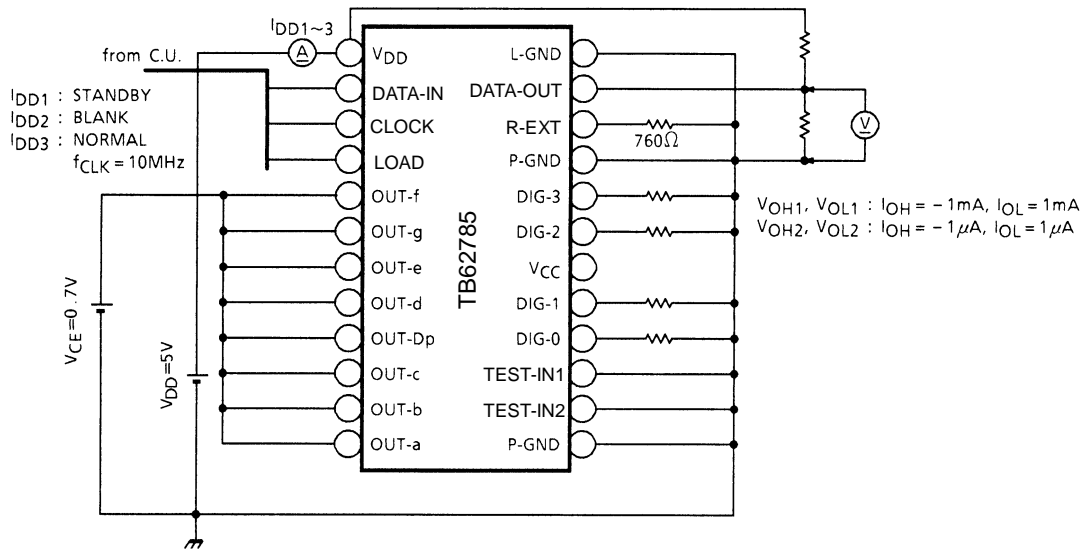 IDD1~3
from C.U.
IDD1 : STANDBY
IDD2 : BLANK
IDD3 : NORMAL
fCLK = 10MHz
A
VDD
DATA-IN
CLOCK
LOAD
OUT-f
OUT-g
OUT-e
OUT-d
OUT-Dp
OUT-c
OUT-b
OUT-a
VCE=0.7V
VDD=5V
TB62785
L-GND
DATA-OUT
R-EXT
760Ω
P-GND
DIG-3
DIG-2
VCC
DIG-1
DIG-0
TEST-IN1
TEST-IN2
P-GND
V
VOH1, VOL1 : IOH = −1mA, IOL = 1mA
VOH2, VOL2 : IOH = −1μA, IOL = 1μA